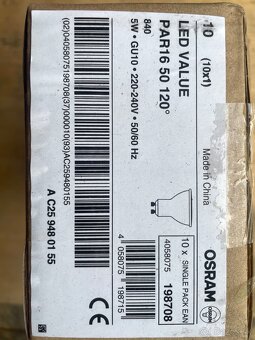 10
(10x1)
LED VALUE
PAR16 50 120°
840
5W • GU10 • 220-240V • 50/60 Hz
Made in China
OSRAM
10 x SINGLE PACK EAN
4058075 198708
4 058075 198715
(02)04058075198708(37)000010(93)AC259480155
A C25 948 01 55
CE